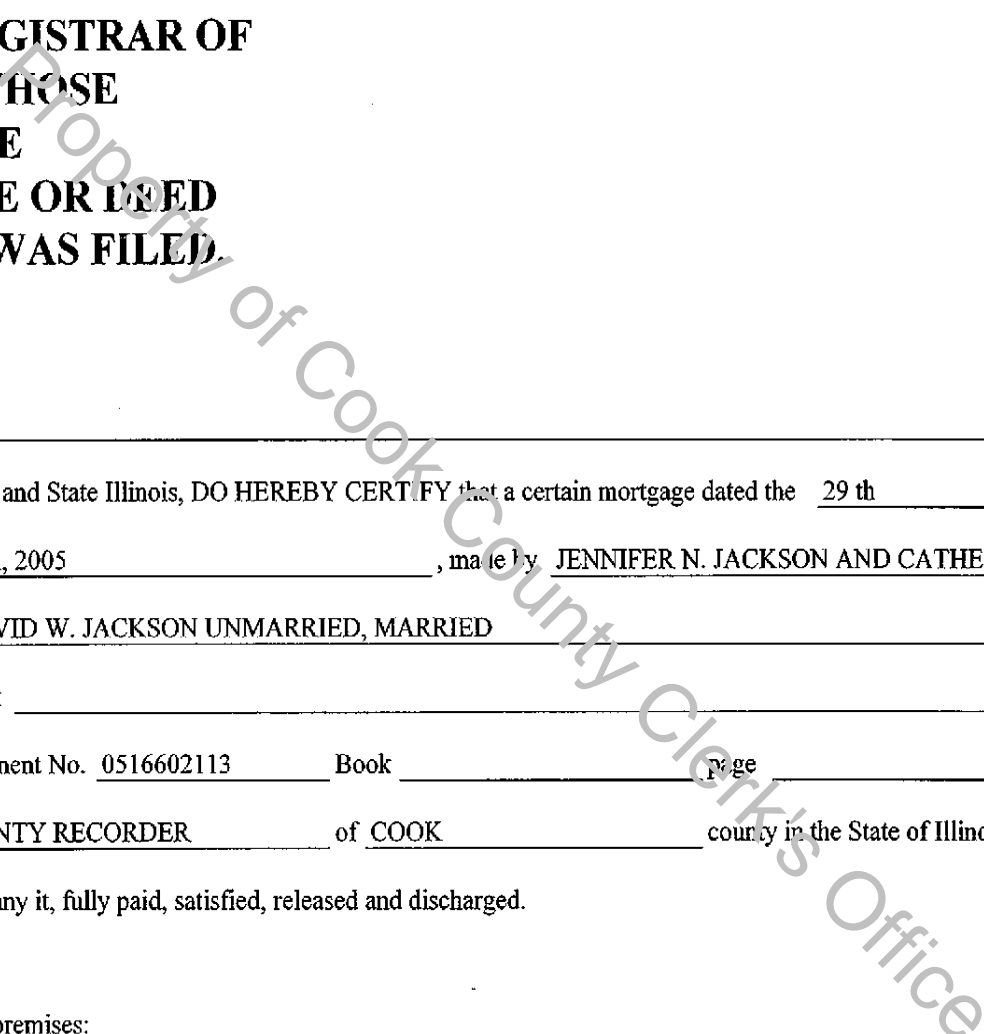 GISTRAR OF
THOSE
E
E OR DEED
WAS FILED.
Property of Cook County Clerk's Office
and State Illinois, DO HEREBY CERTIFY that a certain mortgage dated the 29 th
, 2005 , made by JENNIFER N. JACKSON AND CATHE
VID W. JACKSON UNMARRIED, MARRIED
nent No. 0516602113 Book page
NTY RECORDER of COOK county in the State of Illino
any it, fully paid, satisfied, released and discharged.
premises: